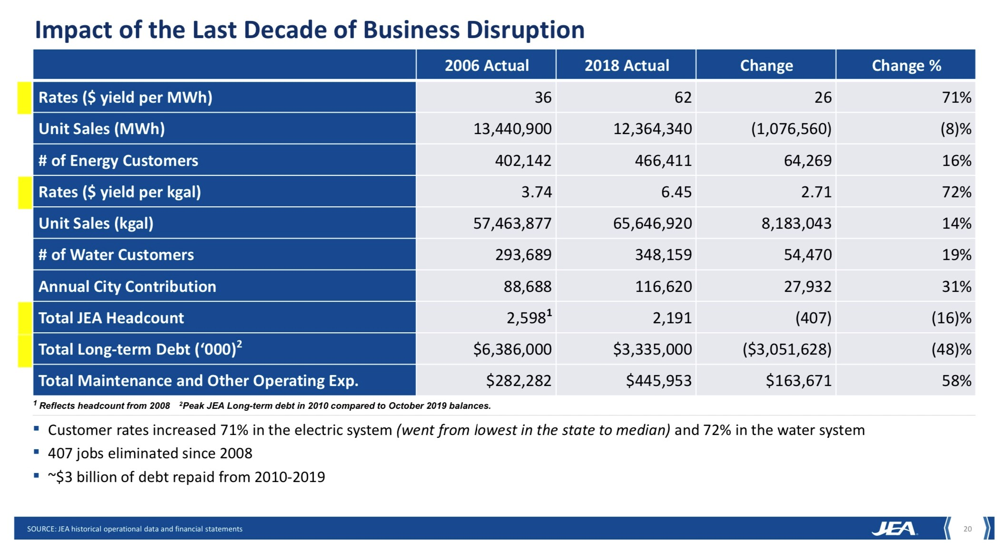 Impact of the Last Decade of Business Disruption
2006 Actual 2018 Actual Change Change %
Rates ($ yield per MWh) 36 62 26 71%
Unit Sales (MWh) 13,440,900 12,364,340 (1,076,560) (8)%
# of Energy Customers 402,142 466,411 64,269 16%
Rates ($ yield per kgal) 3.74 6.45 2.71 72%
Unit Sales (kgal) 57,463,877 65,646,920 8,183,043 14%
# of Water Customers 293,689 348,159 54,470 19%
Annual City Contribution 88,688 116,620 27,932 31%
Total JEA Headcount 2,598¹ 2,191 (407) (16)%
Total Long-term Debt (‘000)² $6,386,000 $3,335,000 ($3,051,628) (48)%
Total Maintenance and Other Operating Exp. $282,282 $445,953 $163,671 58%
¹ Reflects headcount from 2008 ²Peak JEA Long-term debt in 2010 compared to October 2019 balances.
▪ Customer rates increased 71% in the electric system (went from lowest in the state to median) and 72% in the water system
▪ 407 jobs eliminated since 2008
▪ ~$3 billion of debt repaid from 2010-2019
SOURCE: JEA historical operational data and financial statements JEA 20